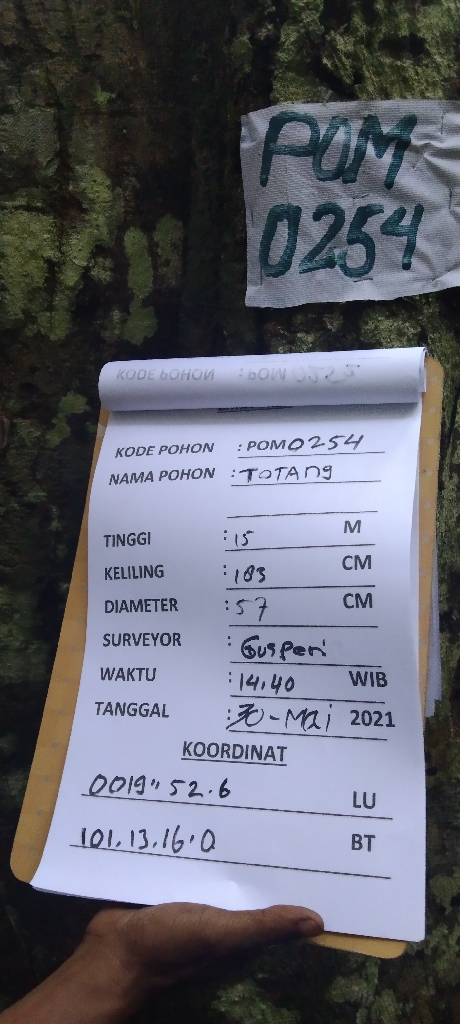 POM
0254
KODE POHON : POM 0252
KODE POHON : POM0254
NAMA POHON : TOTANg
TINGGI : 15 M
KELILING : 183 CM
DIAMETER : 57 CM
SURVEYOR : Gusperi
WAKTU : 14.40 WIB
TANGGAL : 30-Mai 2021
KOORDINAT
0019" 52.6 LU
101.13.16.0 BT